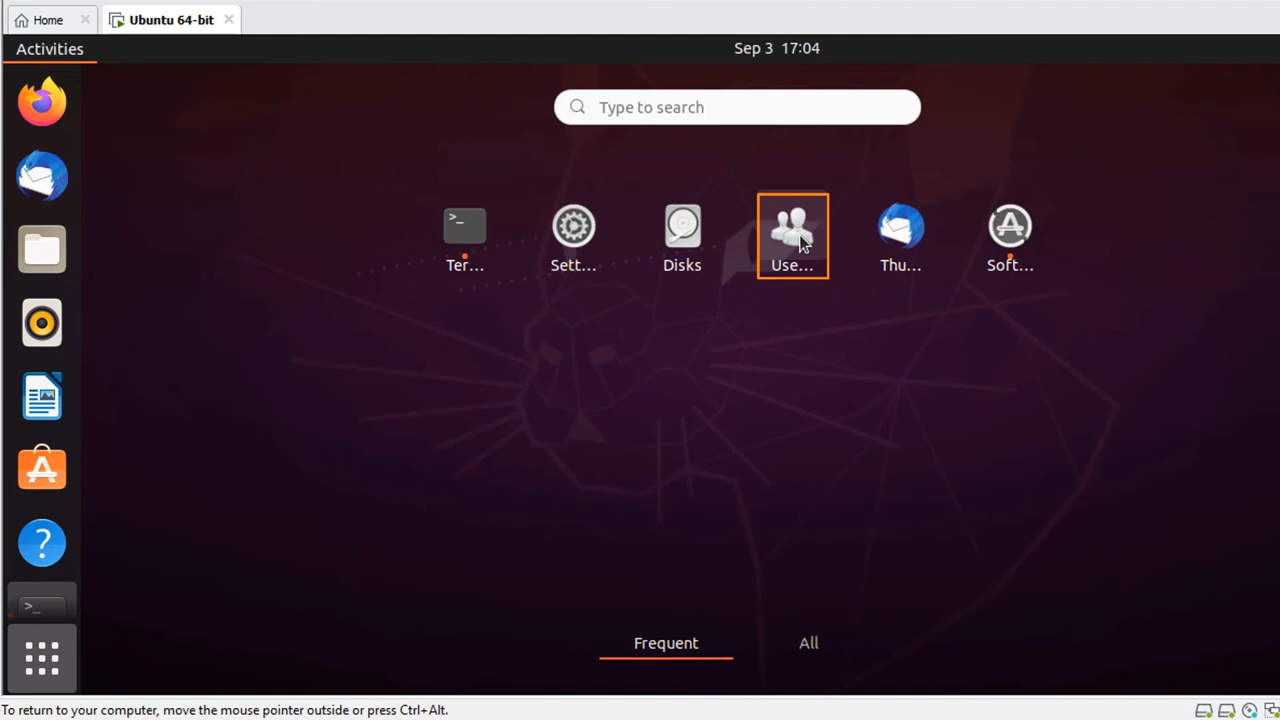 Home
Ubuntu 64-bit
Activities
Sep 3 17:04
Type to search
Ter...
Sett...
Disks
Use...
Thu...
Soft...
Frequent
All
To return to your computer, move the mouse pointer outside or press Ctrl+Alt.